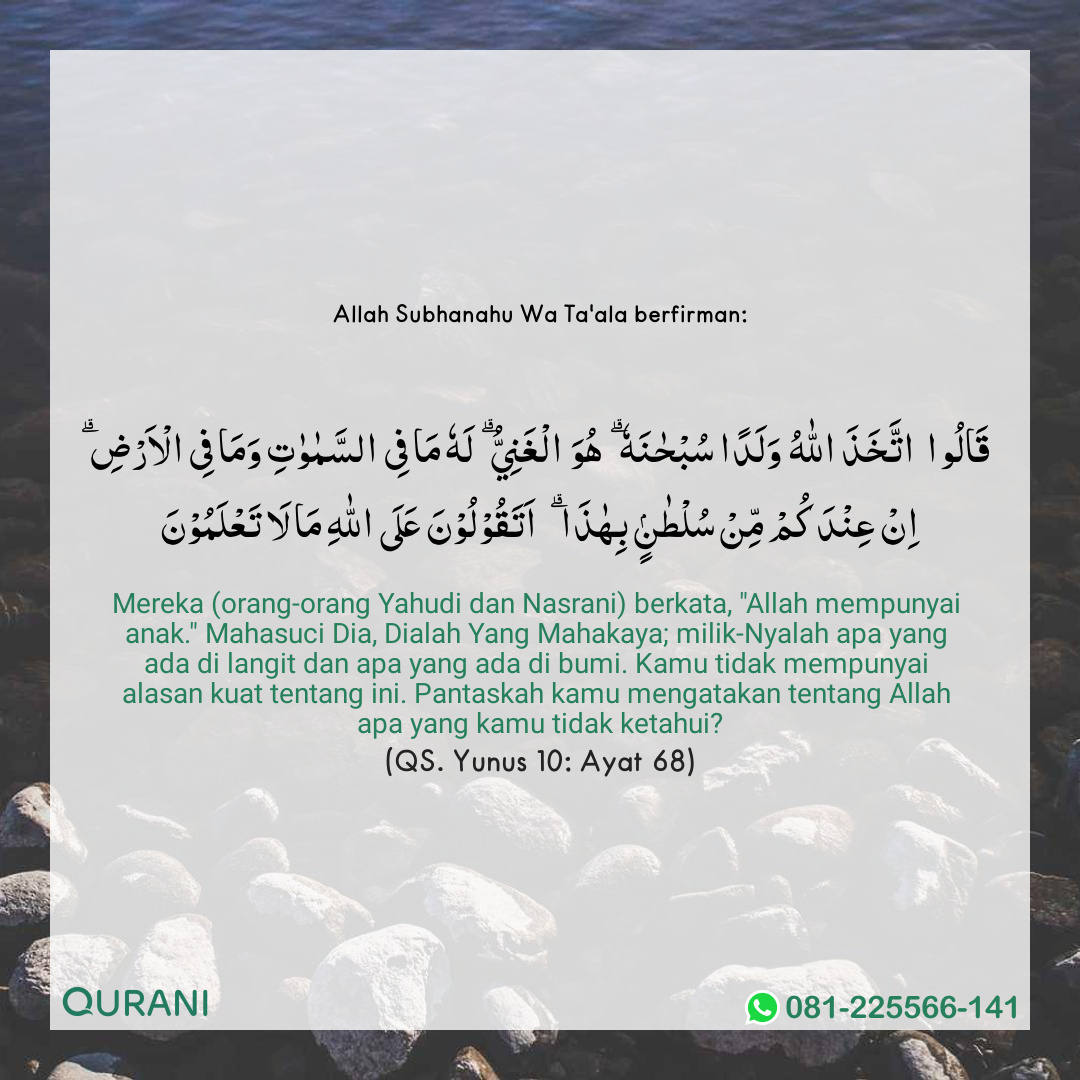 Allah Subhanahu Wa Ta'ala berfirman:
قَالُوا اتَّخَذَ اللّٰهُ وَلَدًا سُبْحٰنَهٗ ۗ هُوَ الْغَنِيُّ ۗ لَهٗ مَا فِى السَّمٰوٰتِ وَمَا فِى الْاَرْضِ ۗ
اِنْ عِنْدَكُمْ مِّنْ سُلْطٰنٍۢ بِهٰذَا ۗ اَتَقُوْلُوْنَ عَلَى اللّٰهِ مَا لَا تَعْلَمُوْنَ
Mereka (orang-orang Yahudi dan Nasrani) berkata, "Allah mempunyai
anak." Mahasuci Dia, Dialah Yang Mahakaya; milik-Nyalah apa yang
ada di langit dan apa yang ada di bumi. Kamu tidak mempunyai
alasan kuat tentang ini. Pantaskah kamu mengatakan tentang Allah
apa yang kamu tidak ketahui?
(QS. Yunus 10: Ayat 68)
QURANI
081-225566-141